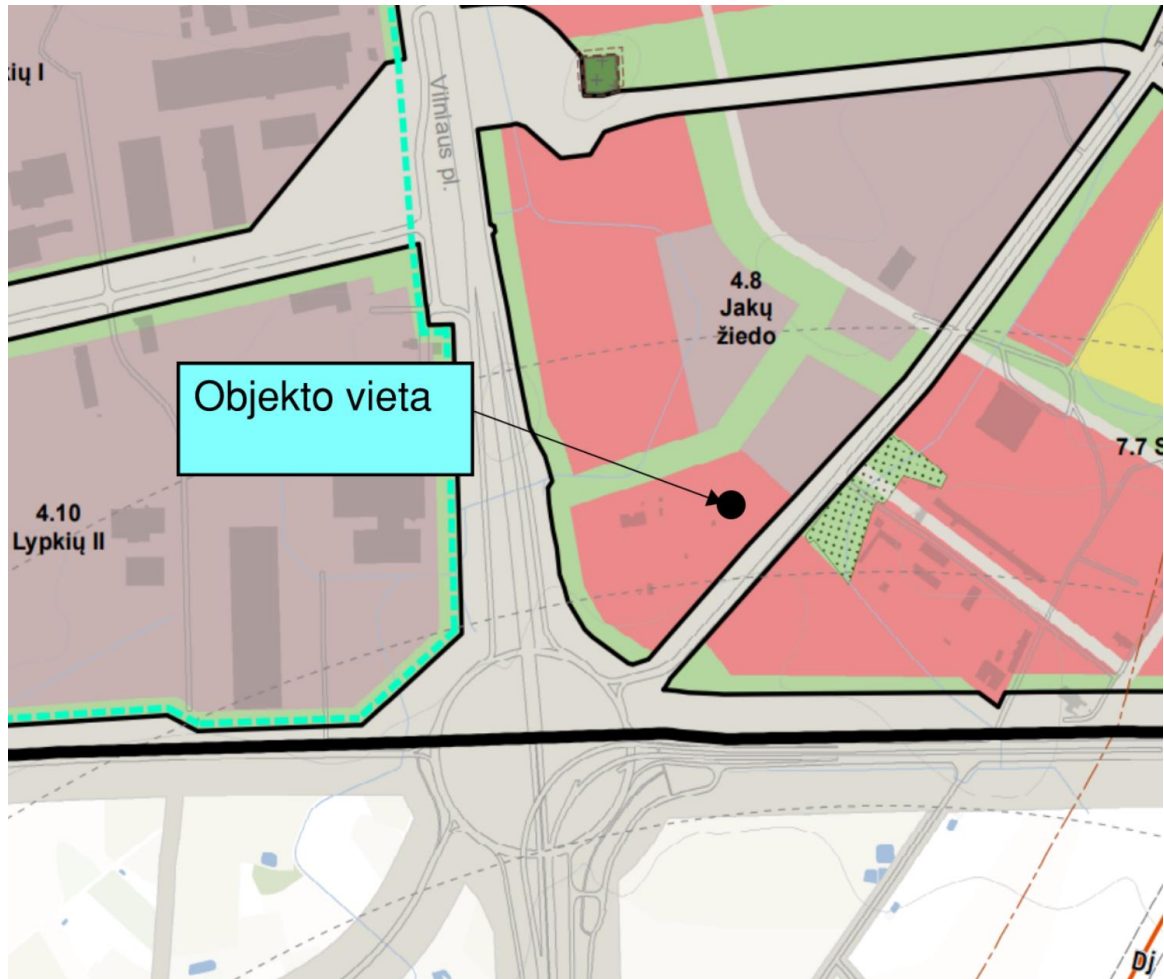 kių I
Vilniaus pl.
4.8
Jakų
žiedo
Objekto vieta
7.7 S
4.10
Lypkių II
Dj